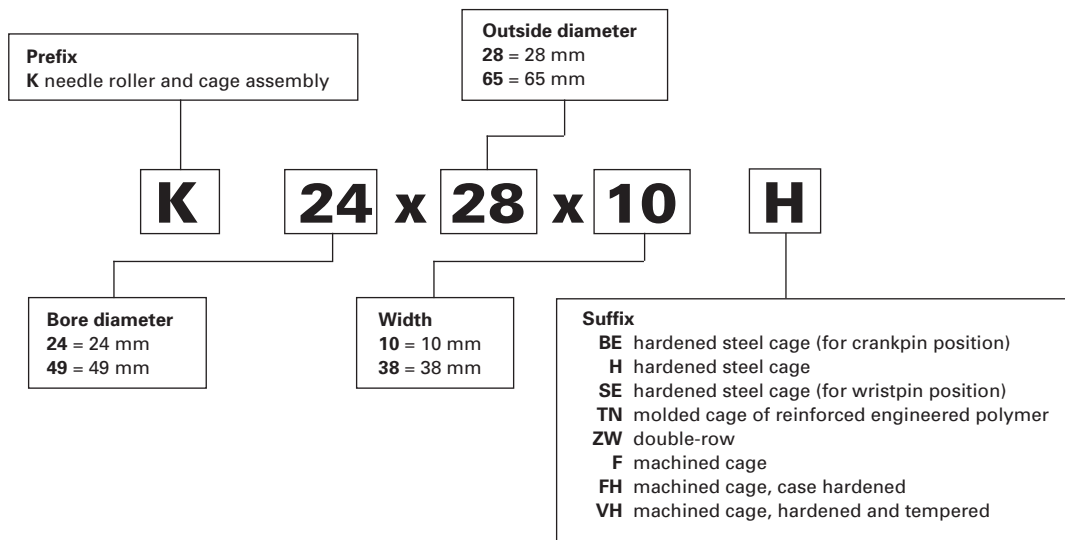 Prefix
K needle roller and cage assembly
Outside diameter
28 = 28 mm
65 = 65 mm
K 24 x 28 x 10 H
Bore diameter
24 = 24 mm
49 = 49 mm
Width
10 = 10 mm
38 = 38 mm
Suffix
BE hardened steel cage (for crankpin position)
H hardened steel cage
SE hardened steel cage (for wristpin position)
TN molded cage of reinforced engineered polymer
ZW double-row
F machined cage
FH machined cage, case hardened
VH machined cage, hardened and tempered